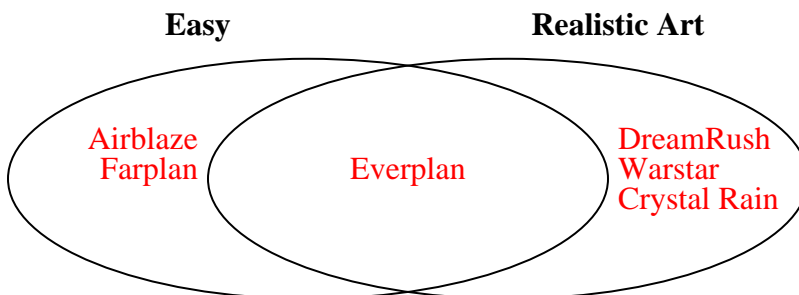 Easy
Realistic Art
Airblaze
Farplan
Everplan
DreamRush
Warstar
Crystal Rain